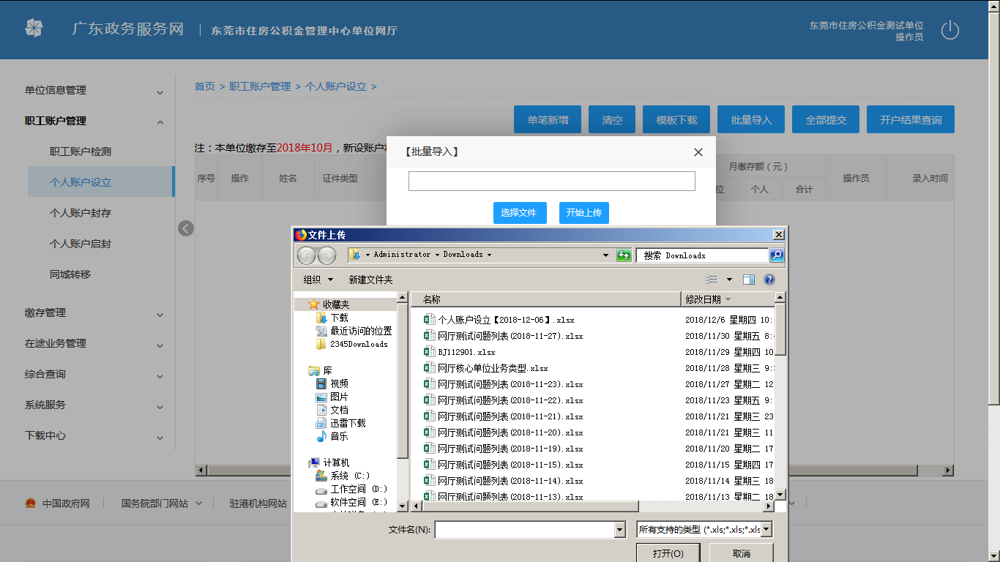 广东政务服务网 | 东莞市住房公积金管理中心单位网厅
东莞市住房公积金测试单位
操作员
单位信息管理
职工账户管理
职工账户检测
个人账户设立
个人账户封存
个人账户启封
同城转移
缴存管理
在途业务管理
综合查询
系统服务
下载中心
首页 > 职工账户管理 > 个人账户设立 >
单笔新增 清空 模板下载 批量导入 全部提交 开户结果查询
注：本单位缴存至2018年10月，新设账户
序号 操作 姓名 证件类型 月缴存额（元） 操作员 录入时间
位 个人 合计
【批量导入】
选择文件 开始上传
文件上传
Administrator Downloads 搜索 Downloads
组织 新建文件夹
收藏夹
下载
最近访问的位置
2345Downloads
库
视频
图片
文档
迅雷下载
音乐
计算机
系统 (C:)
工作空间 (D:)
软件空间 (E:)
名称 修改日期
个人账户设立【2018-12-06】.xlsx 2018/12/6 星期四 10:
网厅测试问题列表(2018-11-27).xlsx 2018/11/30 星期五 8:
BJ112901.xlsx 2018/11/29 星期四 10
网厅核心单位业务类型.xlsx 2018/11/28 星期三 9:
网厅测试问题列表(2018-11-23).xlsx 2018/11/27 星期二 12
网厅测试问题列表(2018-11-22).xlsx 2018/11/23 星期五 9:
网厅测试问题列表(2018-11-21).xlsx 2018/11/21 星期三 23
网厅测试问题列表(2018-11-20).xlsx 2018/11/21 星期三 11
网厅测试问题列表(2018-11-19).xlsx 2018/11/20 星期二 17
网厅测试问题列表(2018-11-15).xlsx 2018/11/15 星期四 17
网厅测试问题列表(2018-11-14).xlsx 2018/11/14 星期三 18
网厅测试问题列表(2018-11-13).xlsx 2018/11/13 星期二 18
文件名(N): 所有支持的类型 (*.xls;*.xls;*.xls
打开(O) 取消
中国政府网 国务院部门网站 驻港机构网站